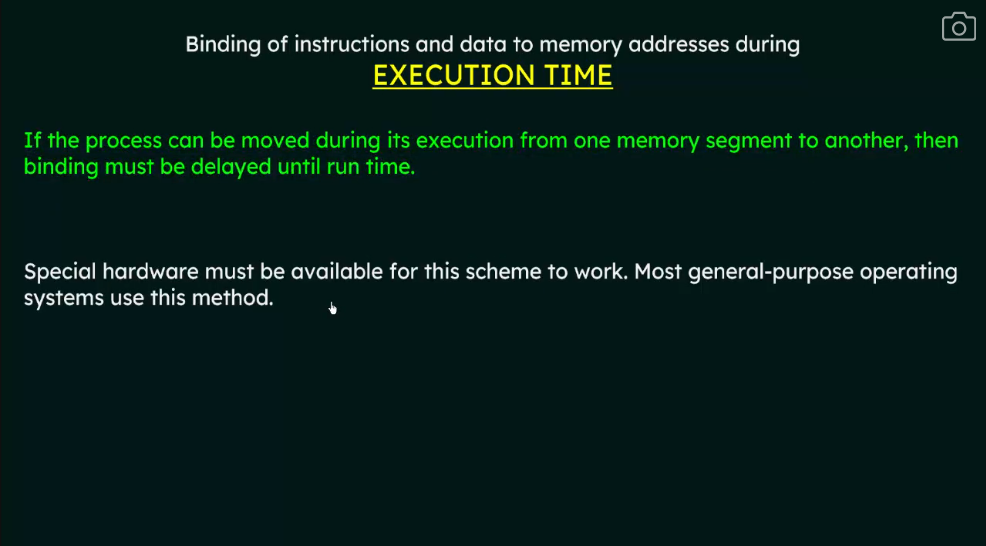 Binding of instructions and data to memory addresses during
EXECUTION TIME
If the process can be moved during its execution from one memory segment to another, then
binding must be delayed until run time.
Special hardware must be available for this scheme to work. Most general-purpose operating
systems use this method.